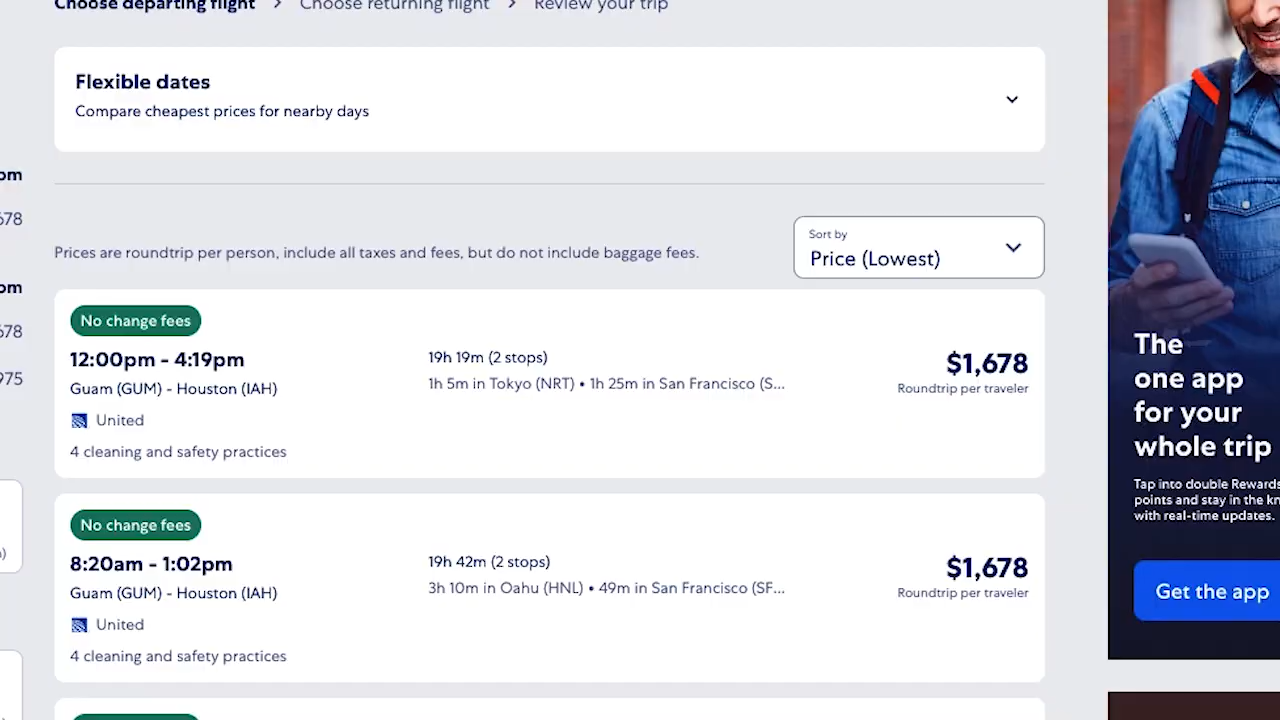 Choose departing flight > Choose returning flight > Review your trip
Flexible dates
Compare cheapest prices for nearby days
pm
678
pm
678
975
Prices are roundtrip per person, include all taxes and fees, but do not include baggage fees.
Sort by
Price (Lowest)
No change fees
12:00pm - 4:19pm
Guam (GUM) - Houston (IAH)
United
4 cleaning and safety practices
19h 19m (2 stops)
1h 5m in Tokyo (NRT) • 1h 25m in San Francisco (S...
$1,678
Roundtrip per traveler
No change fees
8:20am - 1:02pm
Guam (GUM) - Houston (IAH)
United
4 cleaning and safety practices
19h 42m (2 stops)
3h 10m in Oahu (HNL) • 49m in San Francisco (SF...
$1,678
Roundtrip per traveler
The
one app
for your
whole trip
Tap into double Rewards
points and stay in the kn
with real-time updates.
Get the app